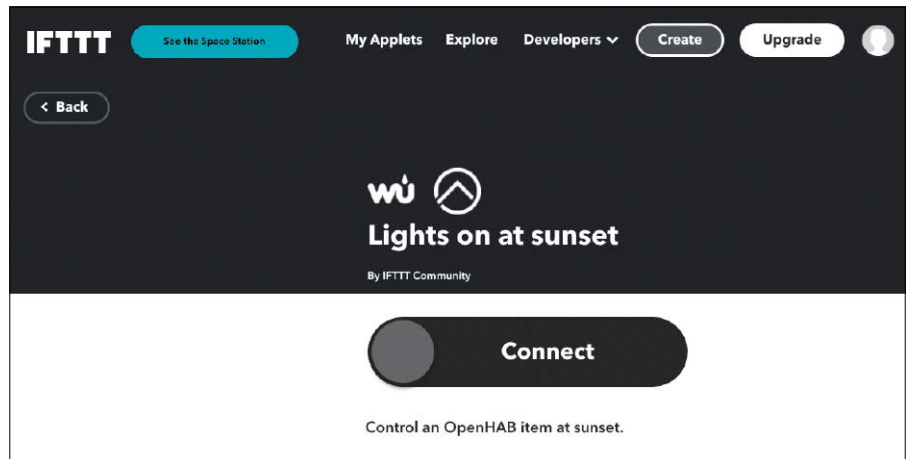 IFTTT See the Space Station My Applets Explore Developers Create Upgrade
< Back
wu
Lights on at sunset
By IFTTT Community
Connect
Control an OpenHAB item at sunset.